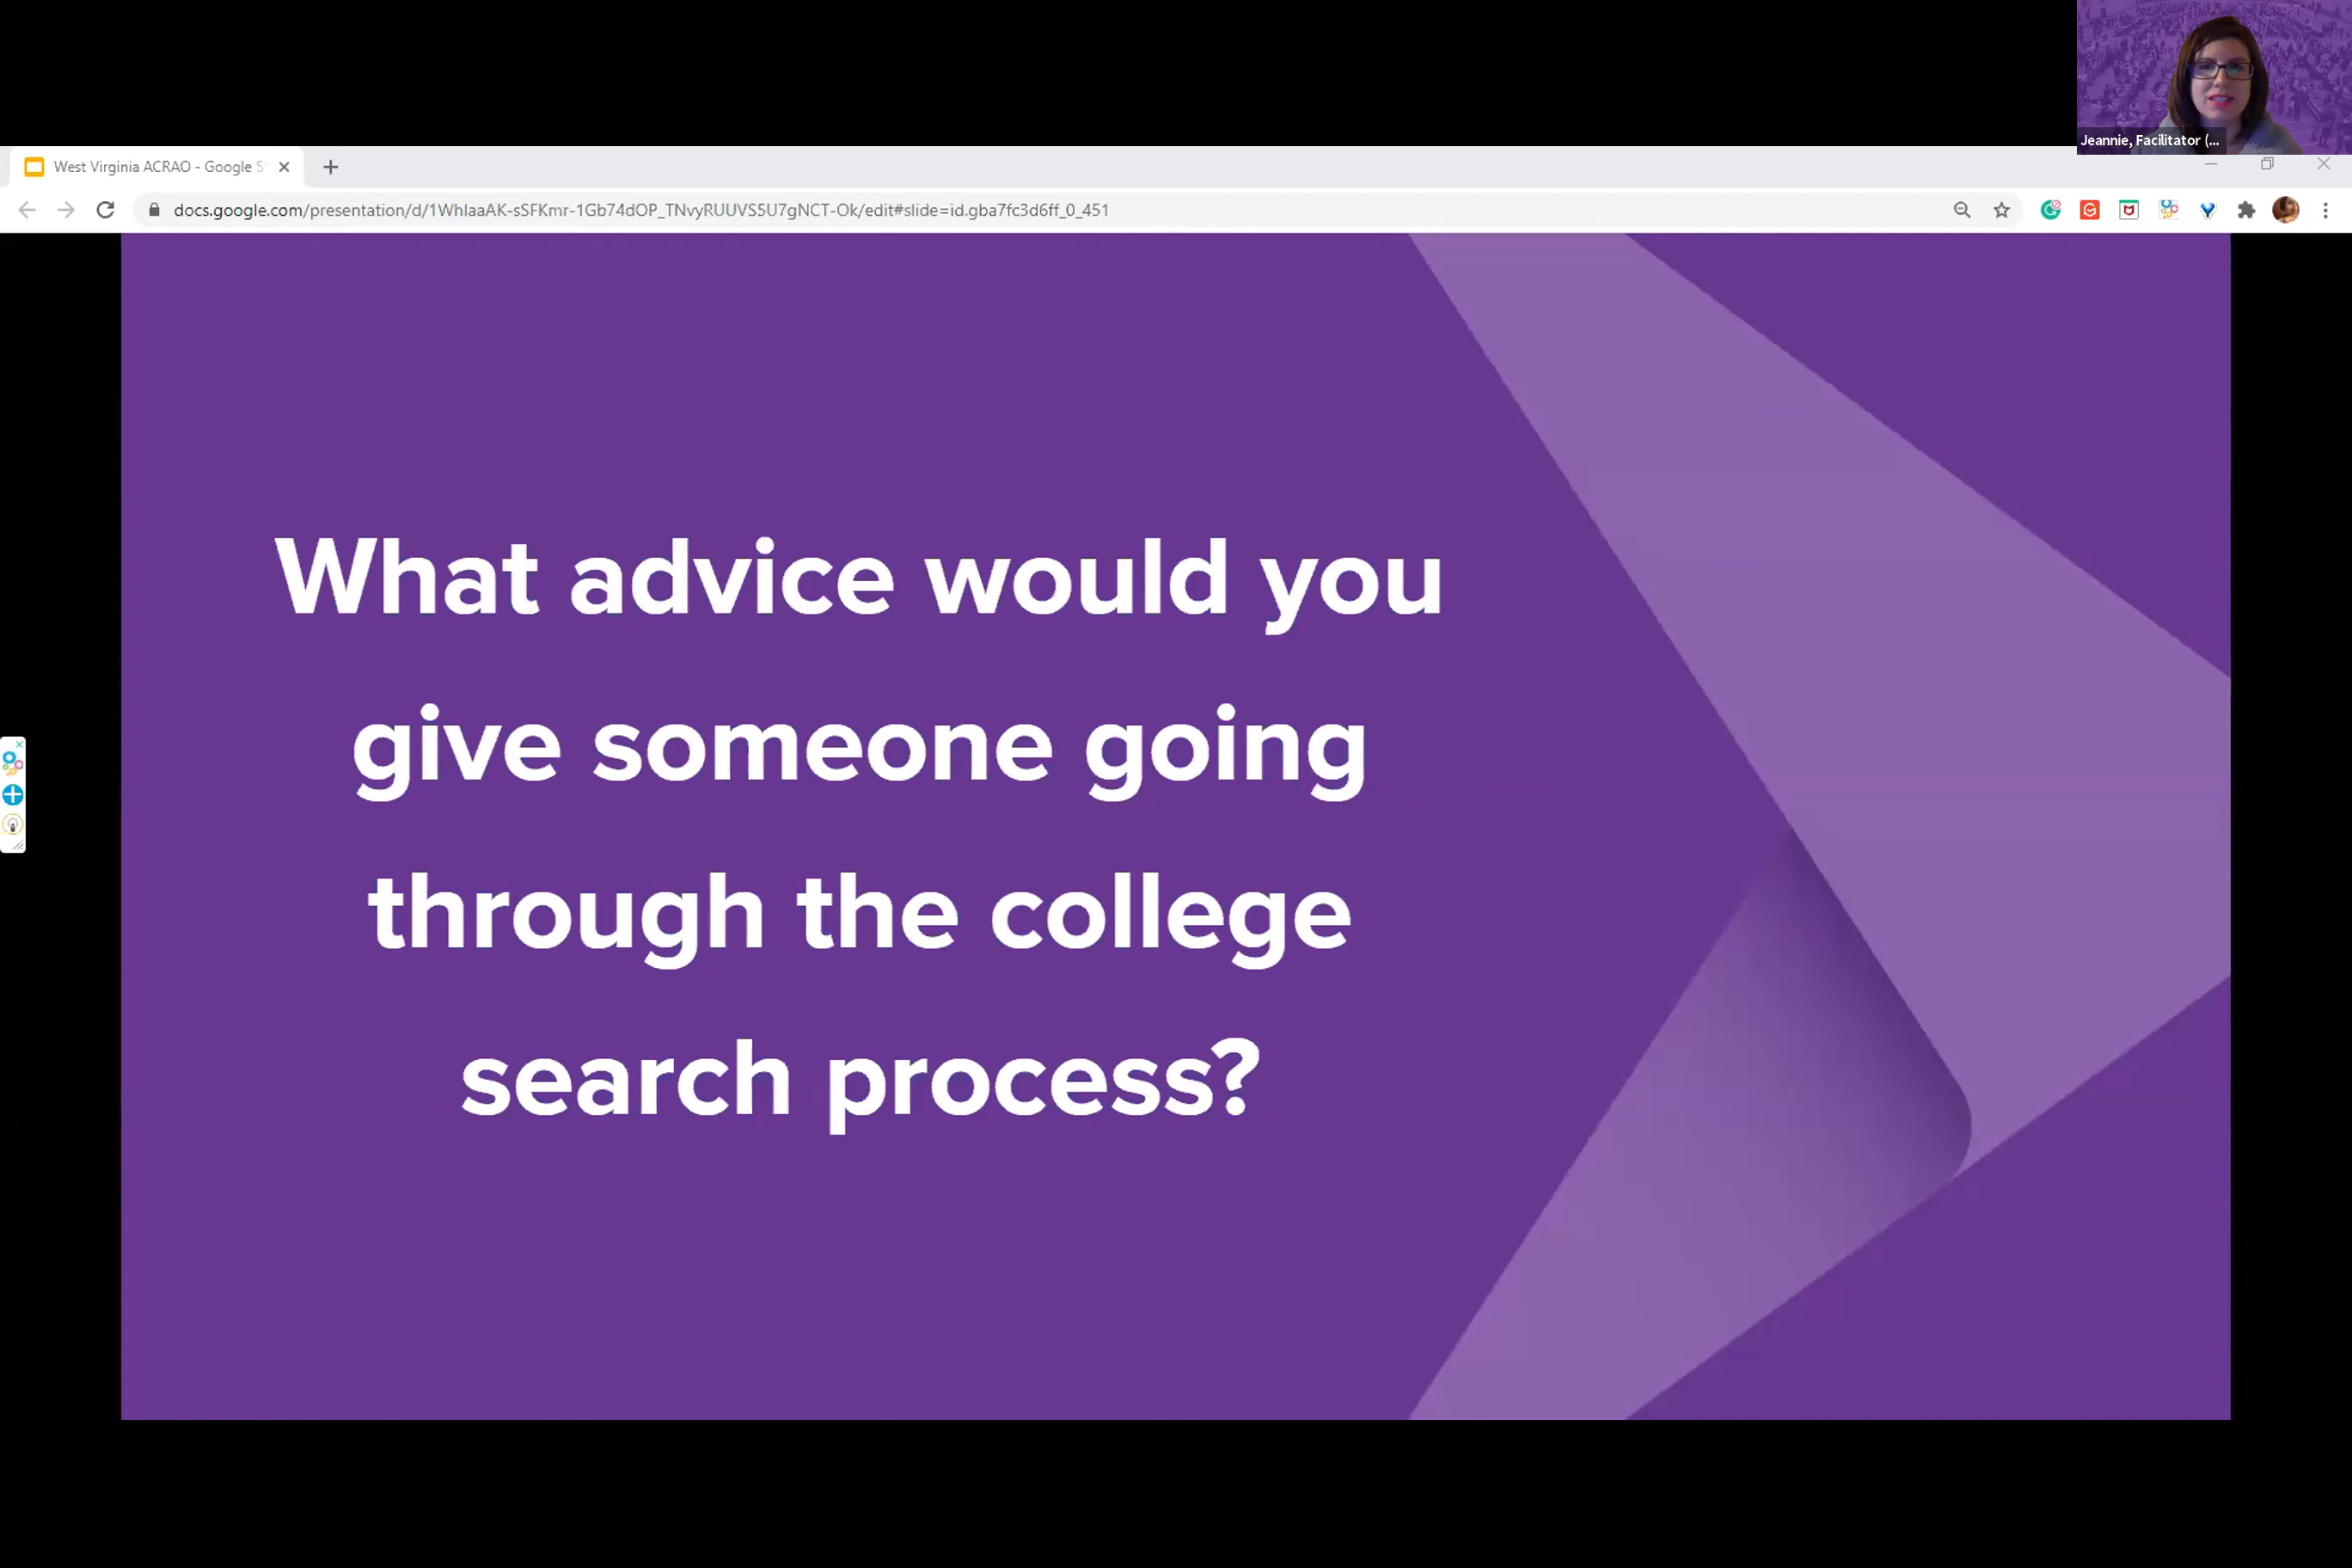 Jeannie, Facilitator (...
West Virginia ACRAO - Google S
docs.google.com/presentation/d/1WhIaaAK-sSFKmr-1Gb74dOP_TNvyRUUVS5U7gNCT-Ok/edit#slide=id.gba7fc3d6ff_0_451
What advice would you
give someone going
through the college
search process?